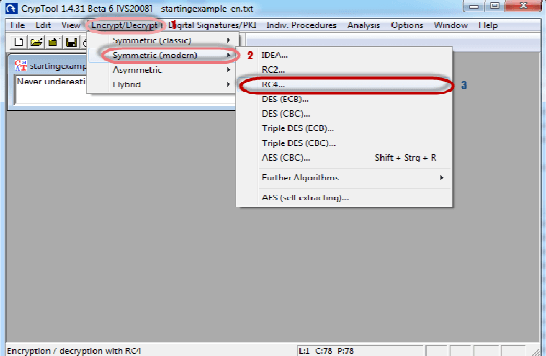 CrypTool 1.4.31 Beta 6 [VS2008] - startingexample-en.txt
File Edit View Encrypt/Decrypt 1 Digital Signatures/PKI Indiv. Procedures Analysis Options Window Help
Symmetric (classic)
Symmetric (modern) 2
Asymmetric
Hybrid
startingexamp
Never underesti
IDEA...
RC2...
RC4... 3
DES (ECB)...
DES (CBC)...
Triple DES (ECB)...
Triple DES (CBC)...
AES (CBC)... Shift + Strg + R
Further Algorithms
AES (self extracting)...
Encryption / decryption with RC4 L:1 C:78 P:78